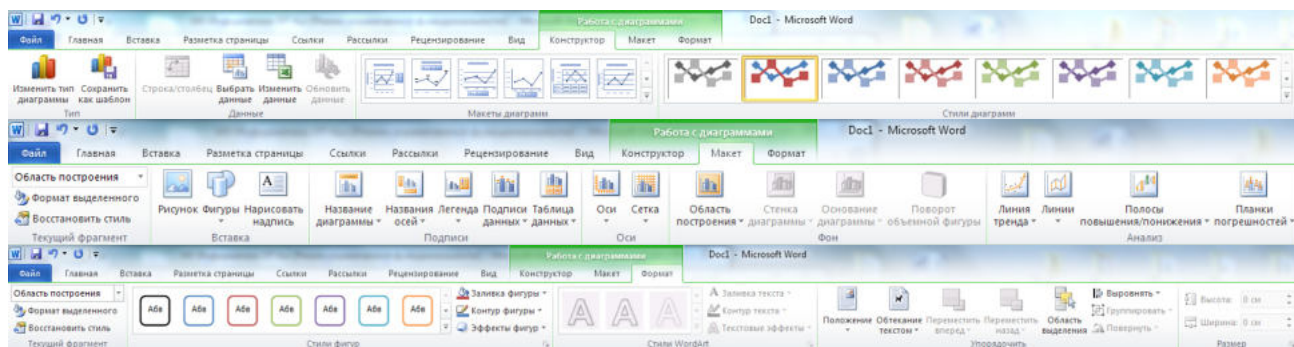 Работа с диаграммами Doc1 - Microsoft Word
Файл Главная Вставка Разметка страницы Ссылки Рассылки Рецензирование Вид Конструктор Макет Формат
Изменить тип диаграммы Сохранить как шаблон Строка/столбец Выбрать данные Изменить данные Обновить данные
Тип Данные Макеты диаграмм Стили диаграмм
Работа с диаграммами Doc1 - Microsoft Word
Файл Главная Вставка Разметка страницы Ссылки Рассылки Рецензирование Вид Конструктор Макет Формат
Область построения
Формат выделенного
Восстановить стиль
Рисунок Фигуры Нарисовать надпись Название диаграммы Названия осей Легенда Подписи данных Таблица данных Оси Сетка Область построения Стенка диаграммы Основание диаграммы Поворот объемной фигуры Линия тренда Линии Полосы повышения/понижения Планки погрешностей
Текущий фрагмент Вставка Подписи Оси Фон Анализ
Работа с диаграммами Doc1 - Microsoft Word
Файл Главная Вставка Разметка страницы Ссылки Рассылки Рецензирование Вид Конструктор Макет Формат
Область построения
Формат выделенного
Восстановить стиль
Абв Абв Абв Абв Абв Абв Абв
Заливка фигуры
Контур фигуры
Эффекты фигур
A A A
Заливка текста
Контур текста
Текстовые эффекты
Положение Обтекание текстом Переместить вперед Переместить назад Область выделения
Выровнять
Группировать
Повернуть
Высота: 0 см
Ширина: 0 см
Текущий фрагмент Стили фигур Стили WordArt Упорядочить Размер